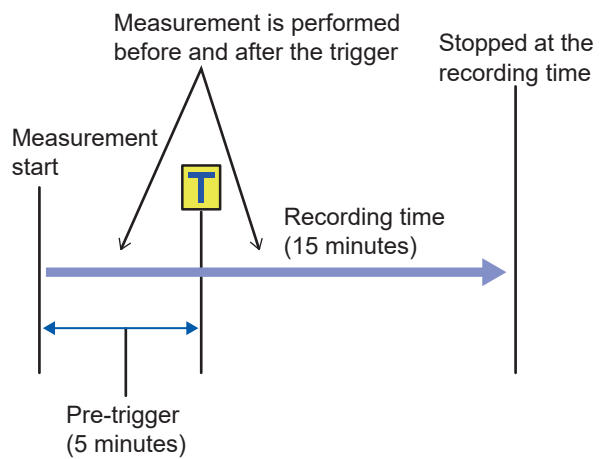 Measurement is performed
before and after the trigger
Stopped at the
recording time
Measurement
start
T
Recording time
(15 minutes)
Pre-trigger
(5 minutes)